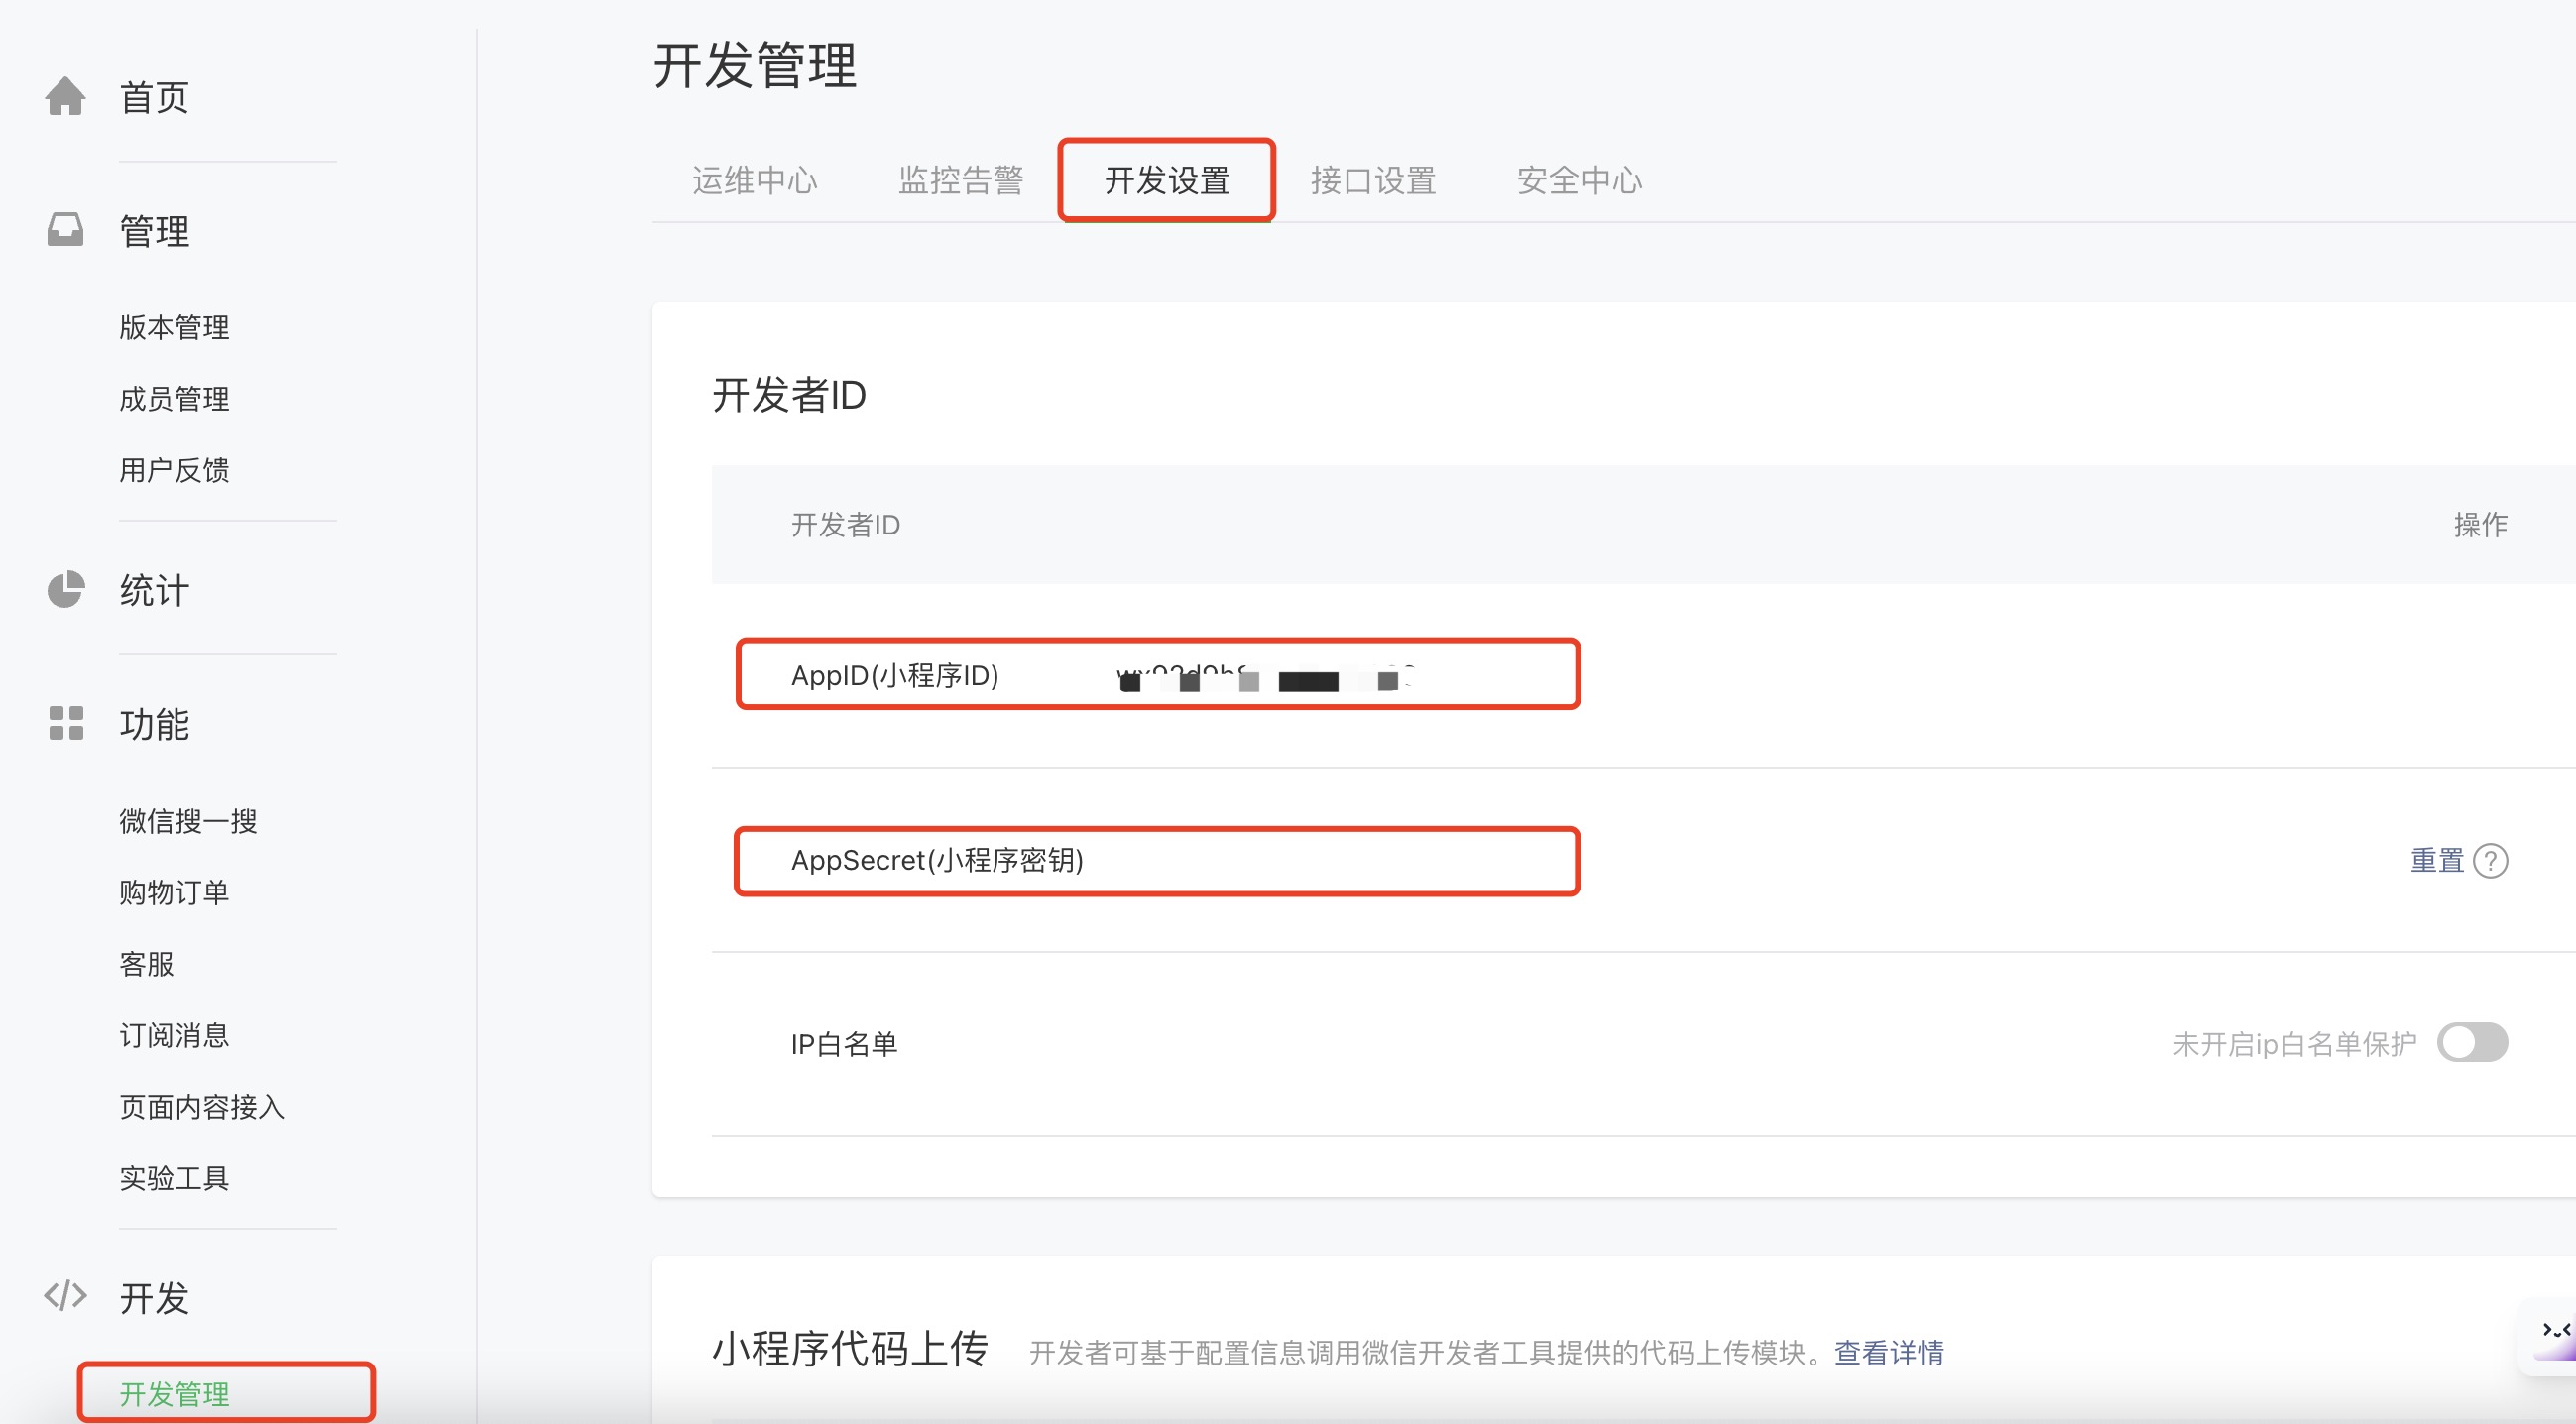 首页
管理
版本管理
成员管理
用户反馈
统计
功能
微信搜一搜
购物订单
客服
订阅消息
页面内容接入
实验工具
开发
开发管理
开发管理
运维中心 监控告警 开发设置 接口设置 安全中心
开发者ID
开发者ID 操作
AppID(小程序ID)
AppSecret(小程序密钥) 重置 ?
IP白名单 未开启ip白名单保护
小程序代码上传 开发者可基于配置信息调用微信开发者工具提供的代码上传模块。查看详情